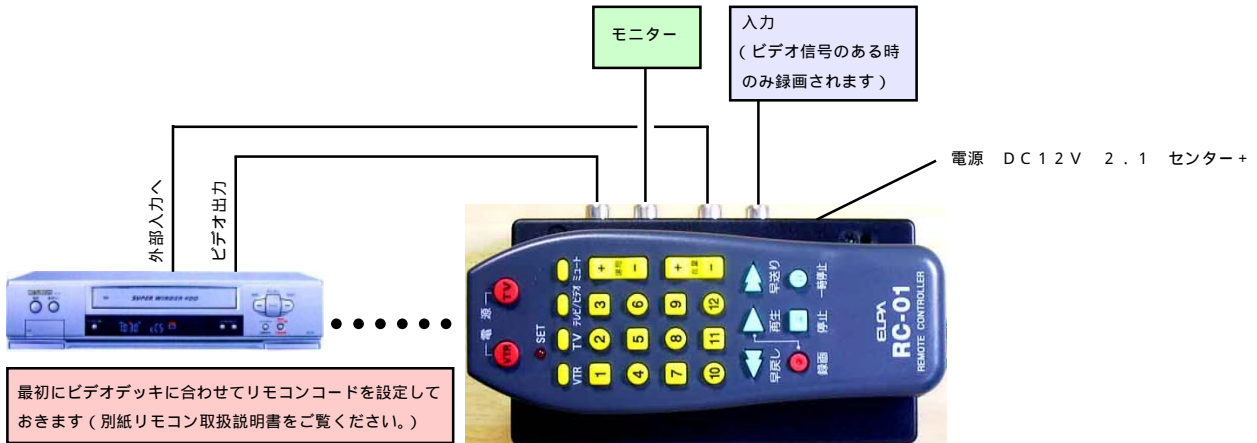 モニター
入力
(ビデオ信号のある時
のみ録画されます)
電源 DC12V 2.1 センター+
外部入力へ
ビデオ出力
SUPER WINDER 400
最初にビデオデッキに合わせてリモコンコードを設定して
おきます(別紙リモコン取扱説明書をご覧ください。)
電源
VTR
TV
SET
VTR
TV
テレビ/ビデオ
ミュート
1
2
3
4
5
6
7
8
9
10
11
12
+
-
+
-
早戻し
再生
早送り
録画
停止
一時停止
ELPA
RC-01
REMOTE CONTROLLER